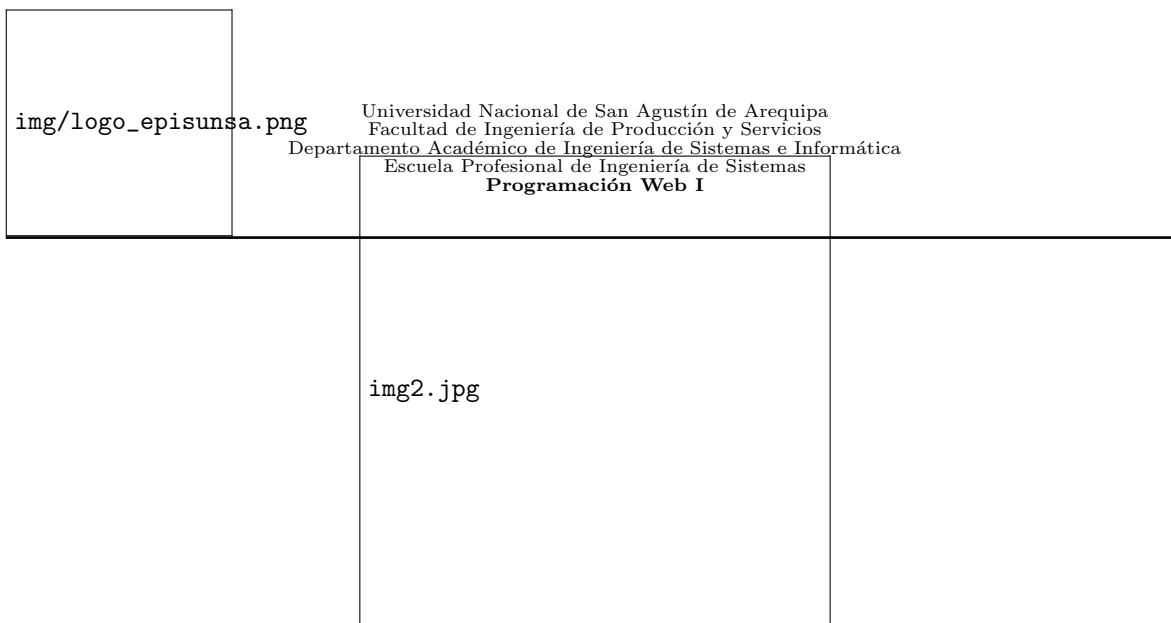 img/logo_episunsa.png
Universidad Nacional de San Agustín de Arequipa
Facultad de Ingeniería de Producción y Servicios
Departamento Académico de Ingeniería de Sistemas e Informática
Escuela Profesional de Ingeniería de Sistemas
Programación Web I
img2.jpg